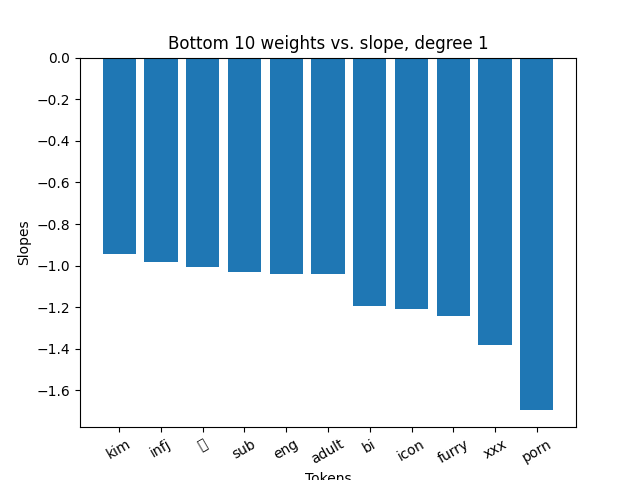 Bottom 10 weights vs. slope, degree 1
Slopes
0.0
−0.2
−0.4
−0.6
−0.8
−1.0
−1.2
−1.4
−1.6
kim infj sub eng adult bi icon furry xxx porn
Tokens